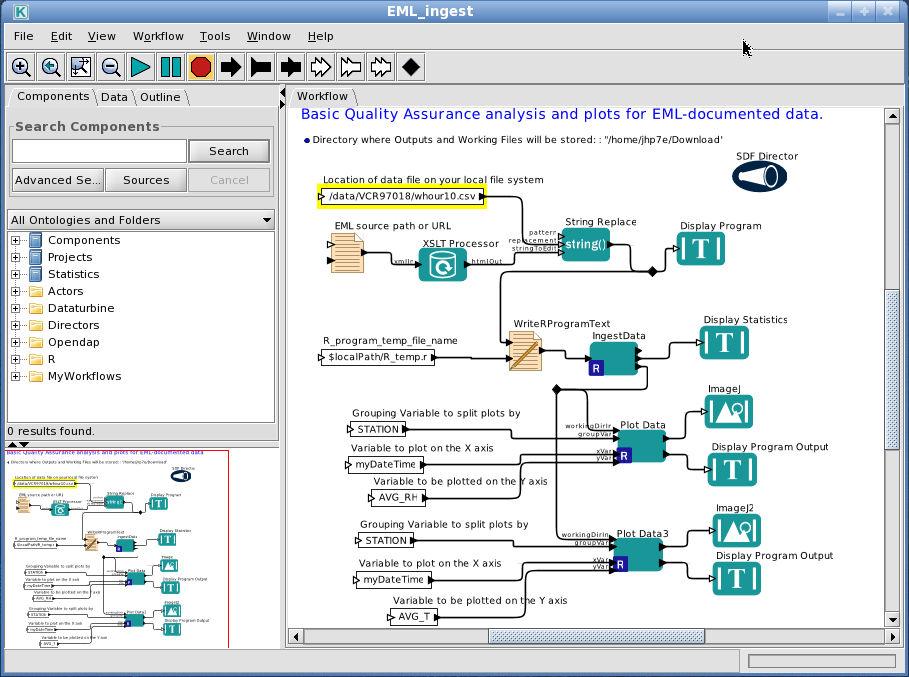 EML_ingest
File Edit View Workflow Tools Window Help
Components Data Outline
Search Components
Search
Advanced Se... Sources Cancel
All Ontologies and Folders
Components
Projects
Statistics
Actors
Dataturbine
Directors
Opendap
R
MyWorkflows
0 results found.
Workflow
Basic Quality Assurance analysis and plots for EML-documented data.
Directory where Outputs and Working Files will be stored: : "/home/jhp7e/Download'
SDF Director
Location of data file on your local file system
/data/VCR97018/whour10.csv
EML source path or URL
XSLT Processor
xmlIn
htmlOut
String Replace
pattern
replacement
stringToEdit
string()
Display Program
T
WriteRProgramText
R_program_temp_file_name
$localPath/R_temp.r
IngestData
R
Display Statistics
T
Grouping Variable to split plots by
STATION
Variable to plot on the X axis
myDateTime
Variable to be plotted on the Y axis
AVG_RH
workingDirIn
groupVar
xVar
yVar
Plot Data
R
ImageJ
Display Program Output
T
Grouping Variable to split plots by
STATION
Variable to plot on the X axis
myDateTime
Variable to be plotted on the Y axis
AVG_T
workingDirIn
groupVar
xVar
yVar
Plot Data3
R
ImageJ2
Display Program Output
T